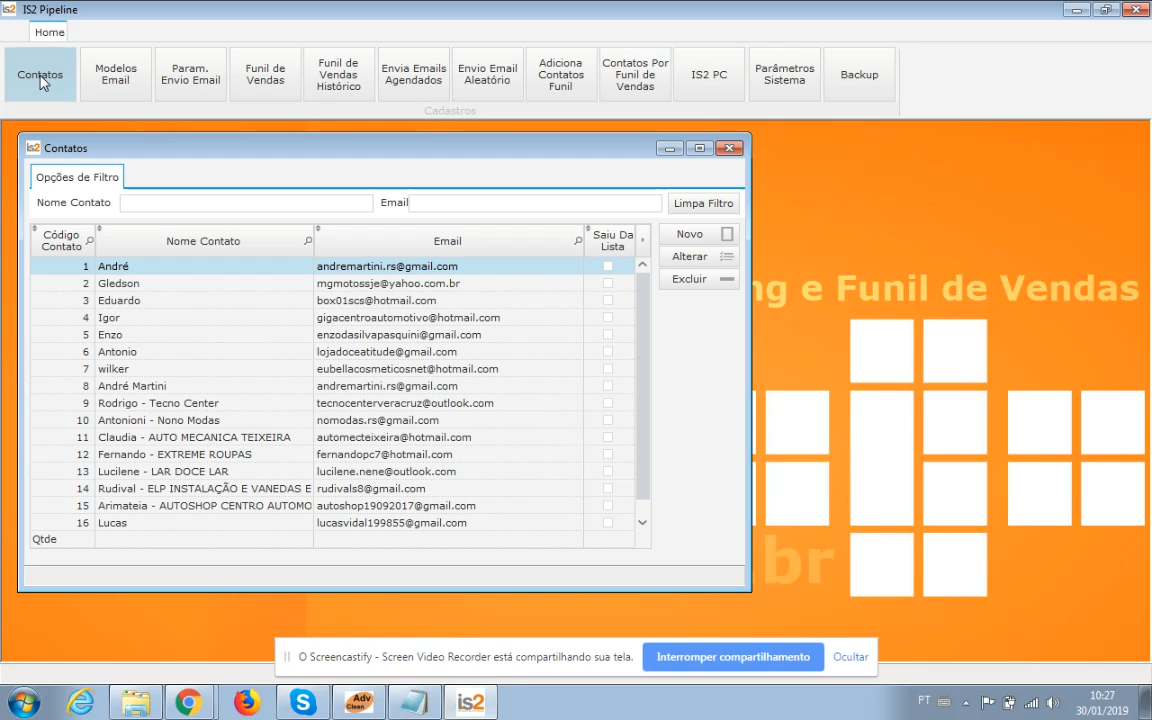 is2 IS2 Pipeline
Home
Contatos
Modelos
Email
Param.
Envio Email
Funil de
Vendas
Funil de
Vendas
Histórico
Envia Emails
Agendados
Envio Email
Aleatório
Adiciona
Contatos
Funil
Contatos Por
Funil de
Vendas
IS2 PC
Parâmetros
Sistema
Backup
Cadastros
is2 Contatos
Opções de Filtro
Nome Contato Email Limpa Filtro
Código
Contato Nome Contato Email Saiu Da
Lista
Novo
Alterar
Excluir
1 André andremartini.rs@gmail.com
2 Gledson mgmotossje@yahoo.com.br
3 Eduardo box01scs@hotmail.com
4 Igor gigacentroautomotivo@hotmail.com
5 Enzo enzodasilvapasquini@gmail.com
6 Antonio lojadoceatitude@gmail.com
7 wilker eubellacosmeticosnet@hotmail.com
8 André Martini andremartini.rs@gmail.com
9 Rodrigo - Tecno Center tecnocenterveracruz@outlook.com
10 Antonioni - Nono Modas nomodas.rs@gmail.com
11 Claudia - AUTO MECANICA TEIXEIRA automecteixeira@hotmail.com
12 Fernando - EXTREME ROUPAS fernandopc7@hotmail.com
13 Lucilene - LAR DOCE LAR lucilene.nene@outlook.com
14 Rudival - ELP INSTALAÇÃO E VANEDAS E rudivals8@gmail.com
15 Arimateia - AUTOSHOP CENTRO AUTOMO autoshop19092017@gmail.com
16 Lucas lucasvidal199855@gmail.com
Qtde
ng e Funil de Vendas
br
O Screencastify - Screen Video Recorder está compartilhando sua tela. Interromper compartilhamento Ocultar
Adv
Clean
is2
PT
10:27
30/01/2019